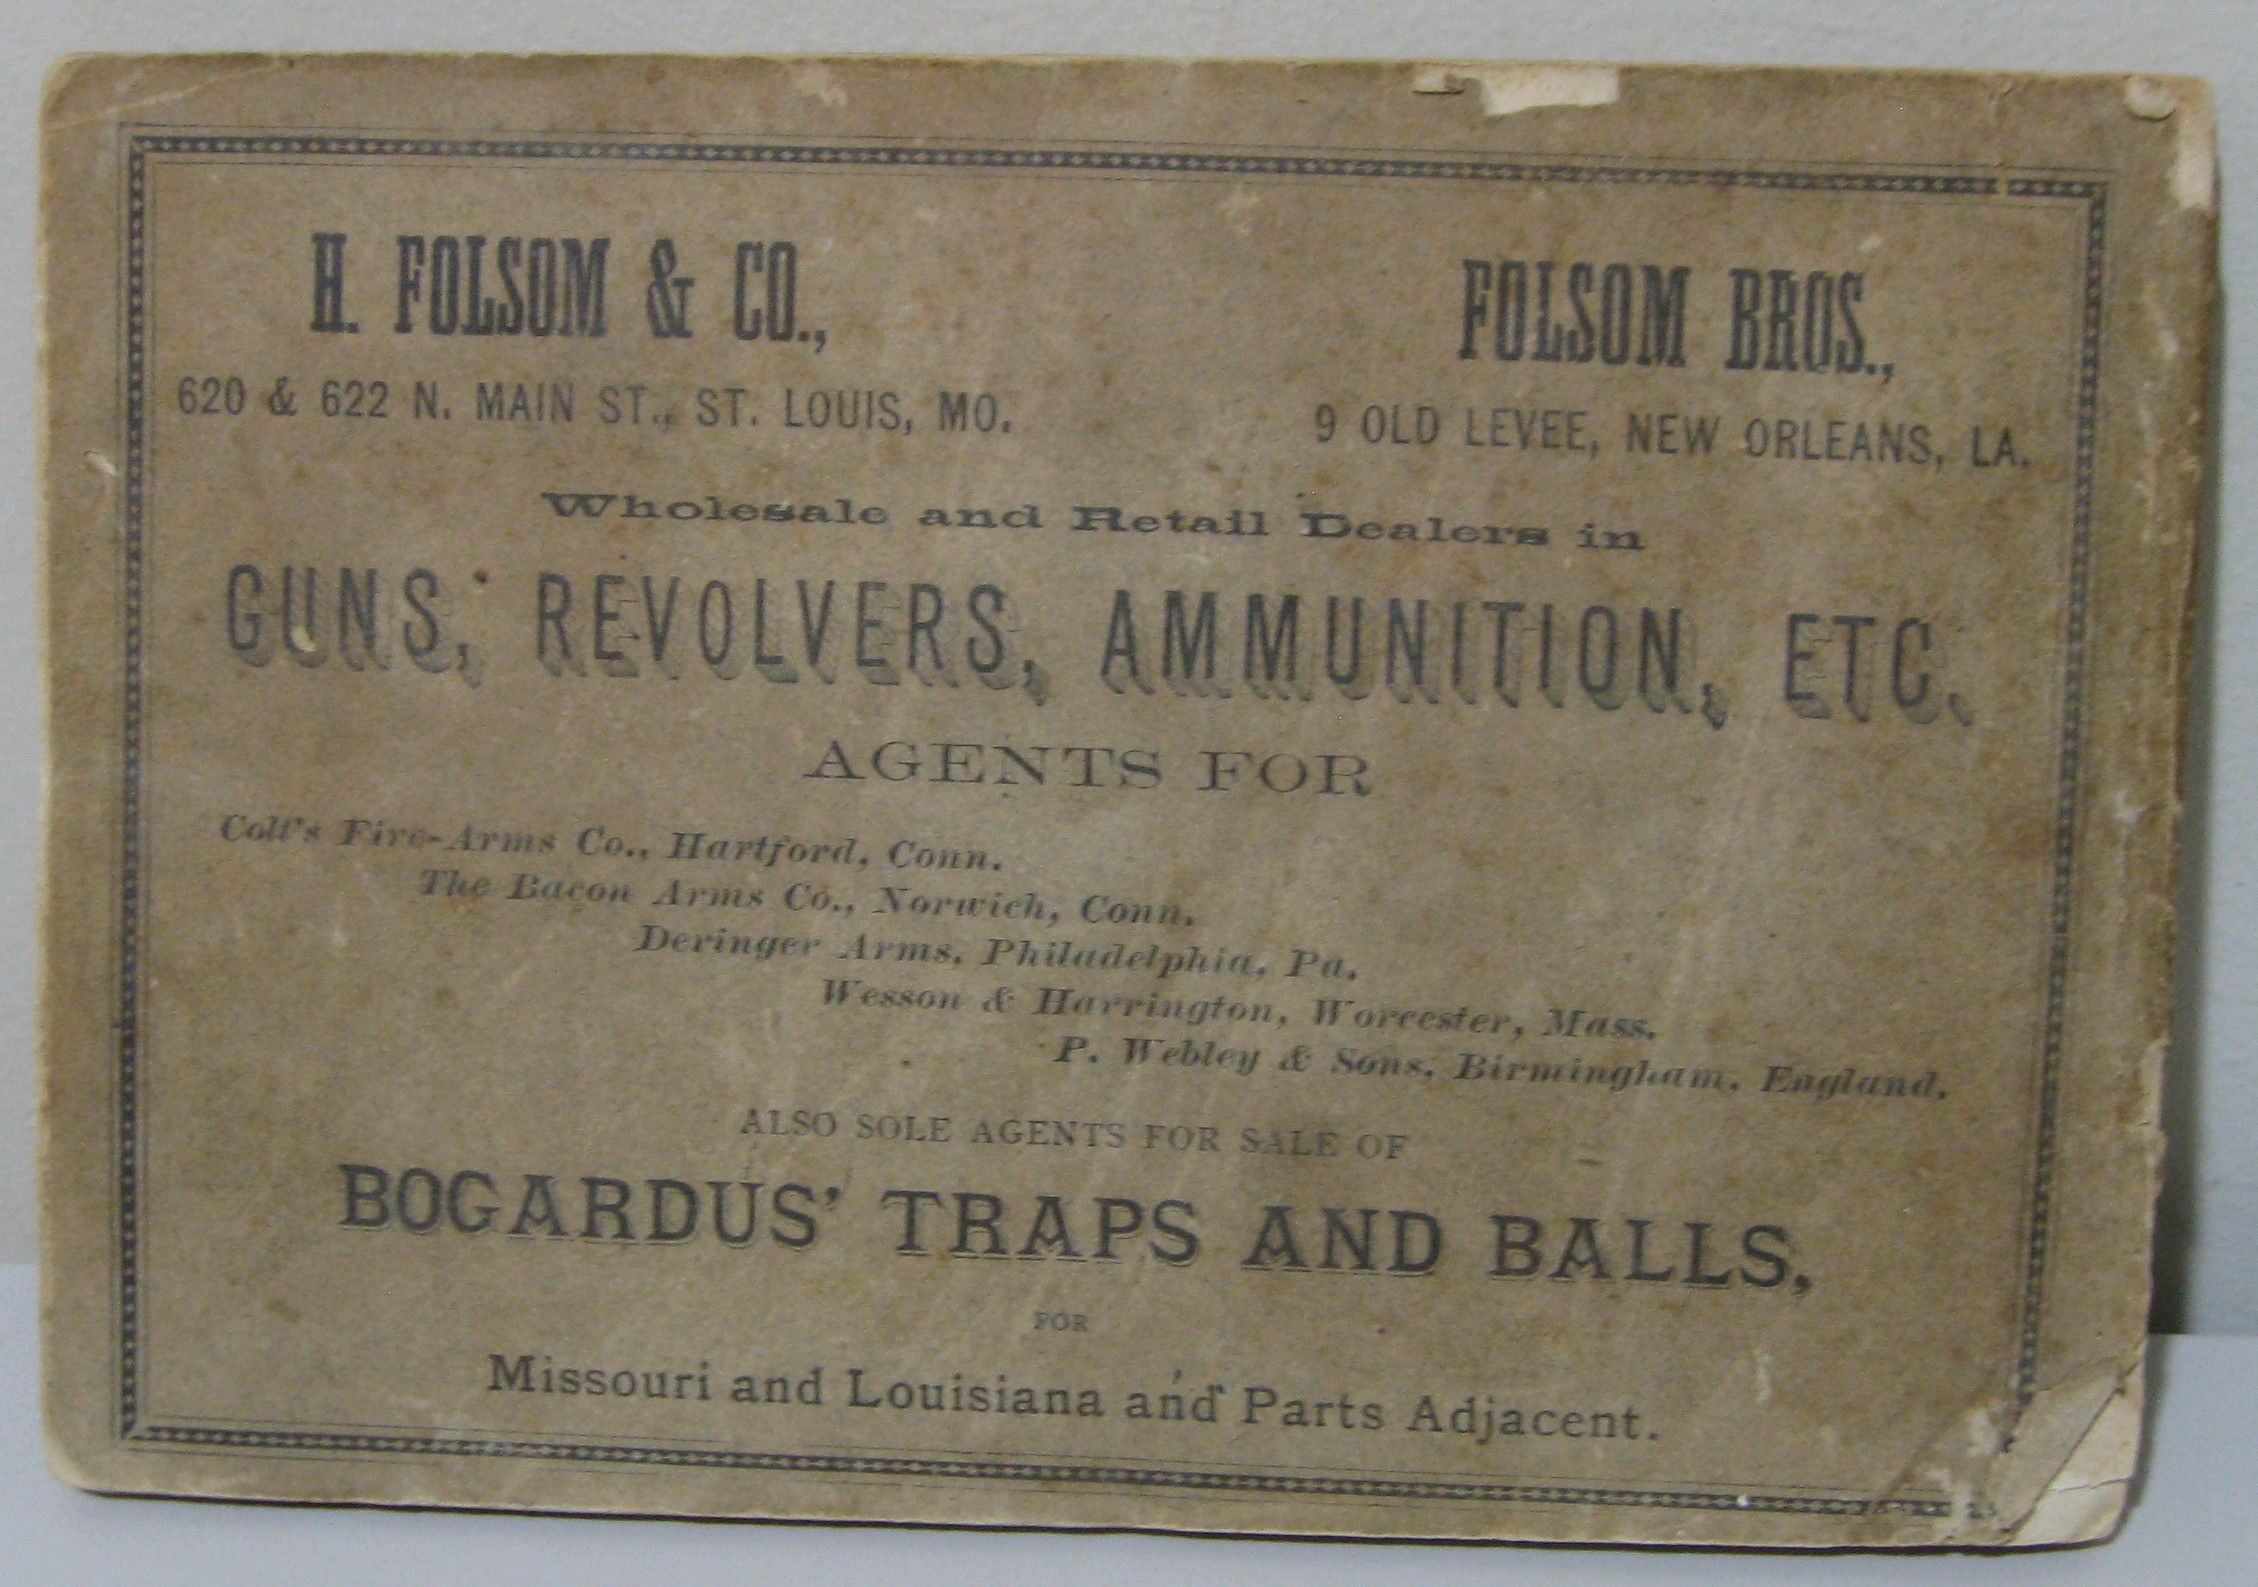 H. FOLSOM & CO.,
620 & 622 N. MAIN ST., ST. LOUIS, MO.
FOLSOM BROS.,
9 OLD LEVEE, NEW ORLEANS, LA.
Wholesale and Retail Dealers in
GUNS, REVOLVERS, AMMUNITION, ETC.
AGENTS FOR
Colt's Fire-Arms Co., Hartford, Conn.
The Bacon Arms Co., Norwich, Conn.
Deringer Arms, Philadelphia, Pa.
Wesson & Harrington, Worcester, Mass.
P. Webley & Sons, Birmingham, England.
ALSO SOLE AGENTS FOR SALE OF
BOGARDUS' TRAPS AND BALLS,
FOR
Missouri and Louisiana and Parts Adjacent.